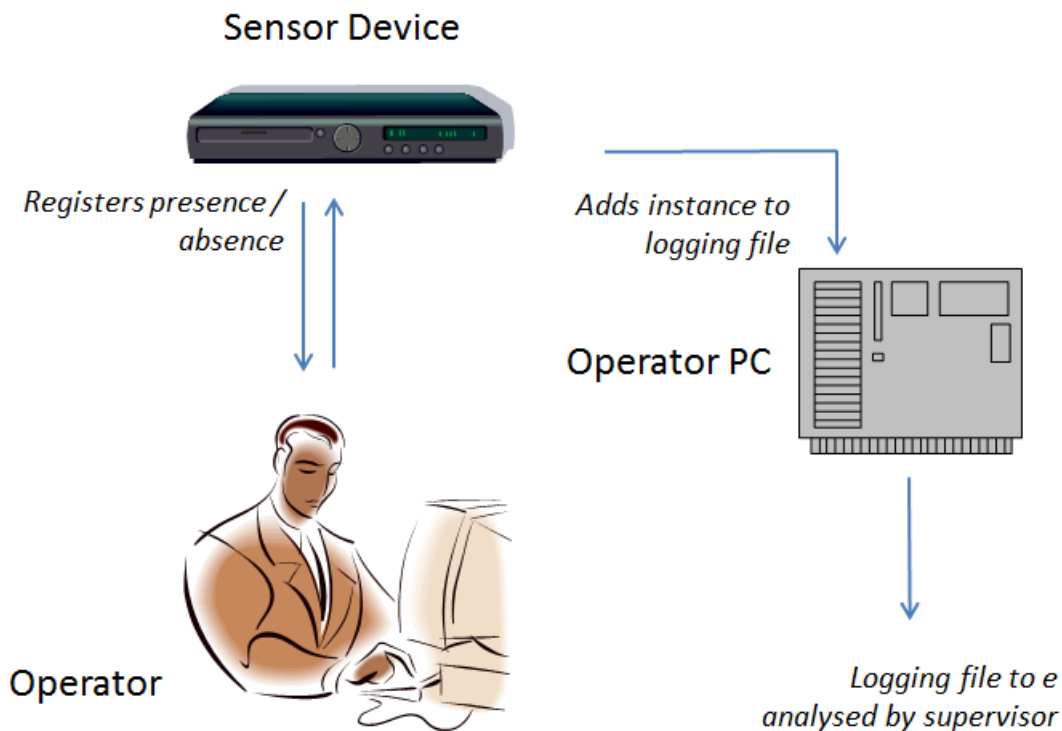 Sensor Device
Registers presence /
absence
Adds instance to
logging file
Operator PC
Operator
Logging file to e
analysed by supervisor